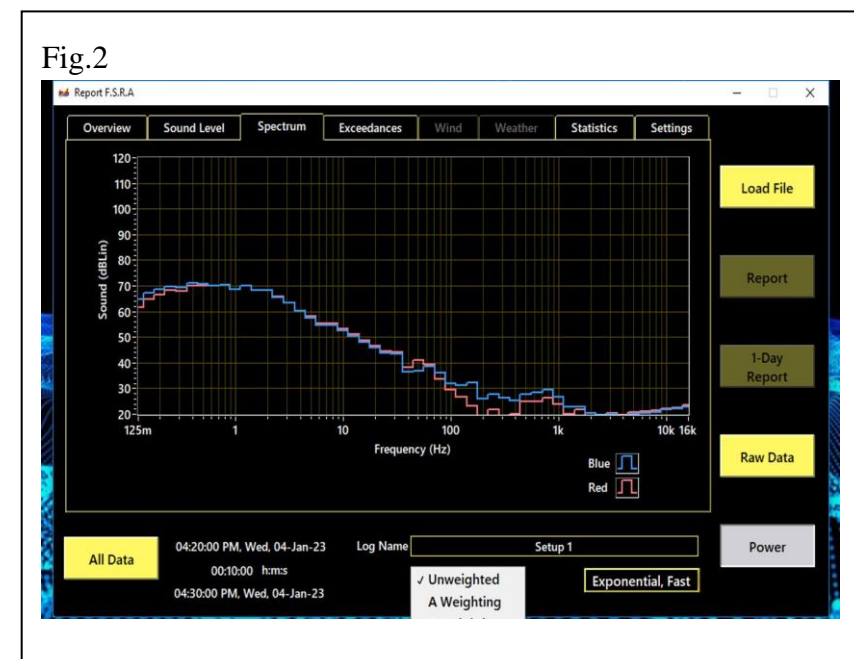 Fig.2
Report F.S.R.A
Overview Sound Level Spectrum Exceedances Wind Weather Statistics Settings
120
110
100
90
80
70
60
50
40
30
20
Sound (dBLin)
125m 1 10 100 1k 10k 16k
Frequency (Hz)
Blue
Red
Load File
Report
1-Day
Report
Raw Data
Power
All Data
04:20:00 PM, Wed, 04-Jan-23
00:10:00 h:m:s
04:30:00 PM, Wed, 04-Jan-23
Log Name Setup 1
✓ Unweighted
A Weighting
Exponential, Fast